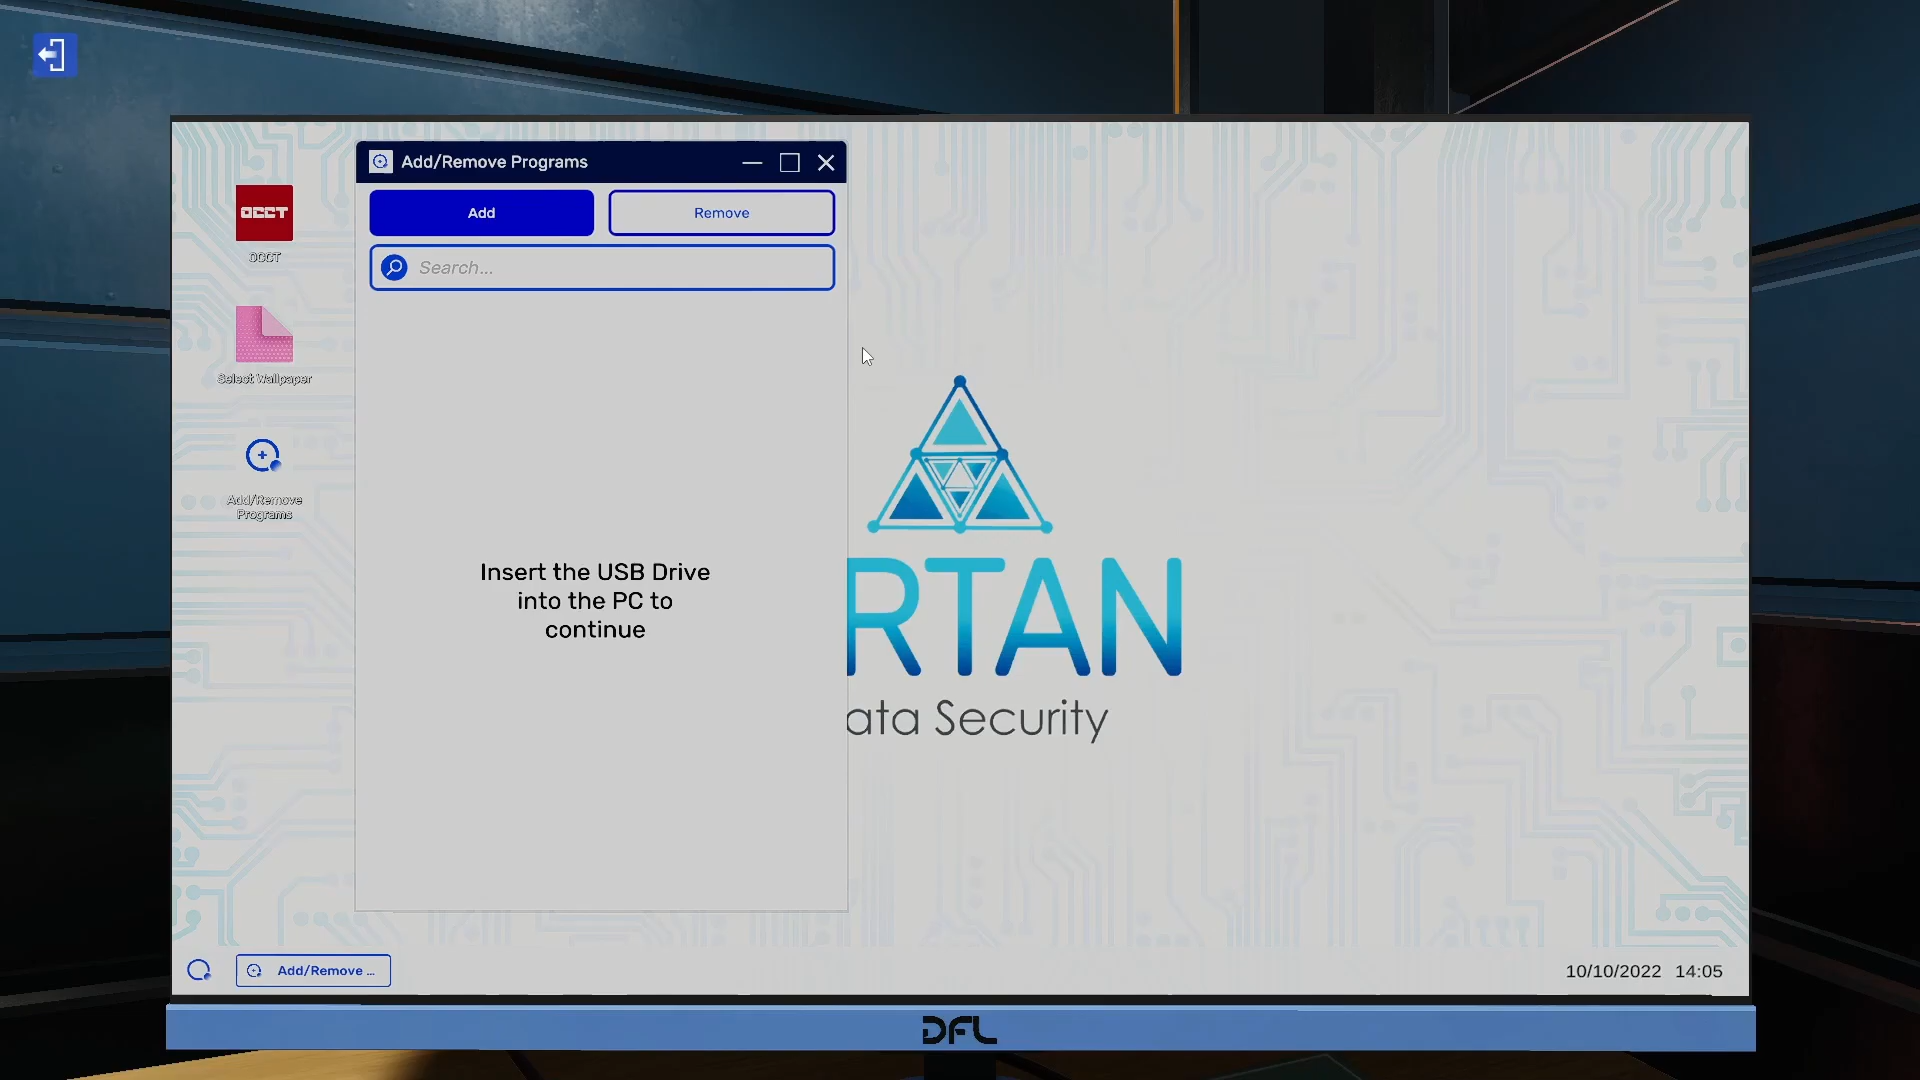 Add/Remove Programs
Add
Remove
Search...
OCCT
OCCT
Select Wallpaper
Add/Remove
Programs
Insert the USB Drive
into the PC to
continue
RTAN
ata Security
Add/Remove ...
10/10/2022 14:05
DFL